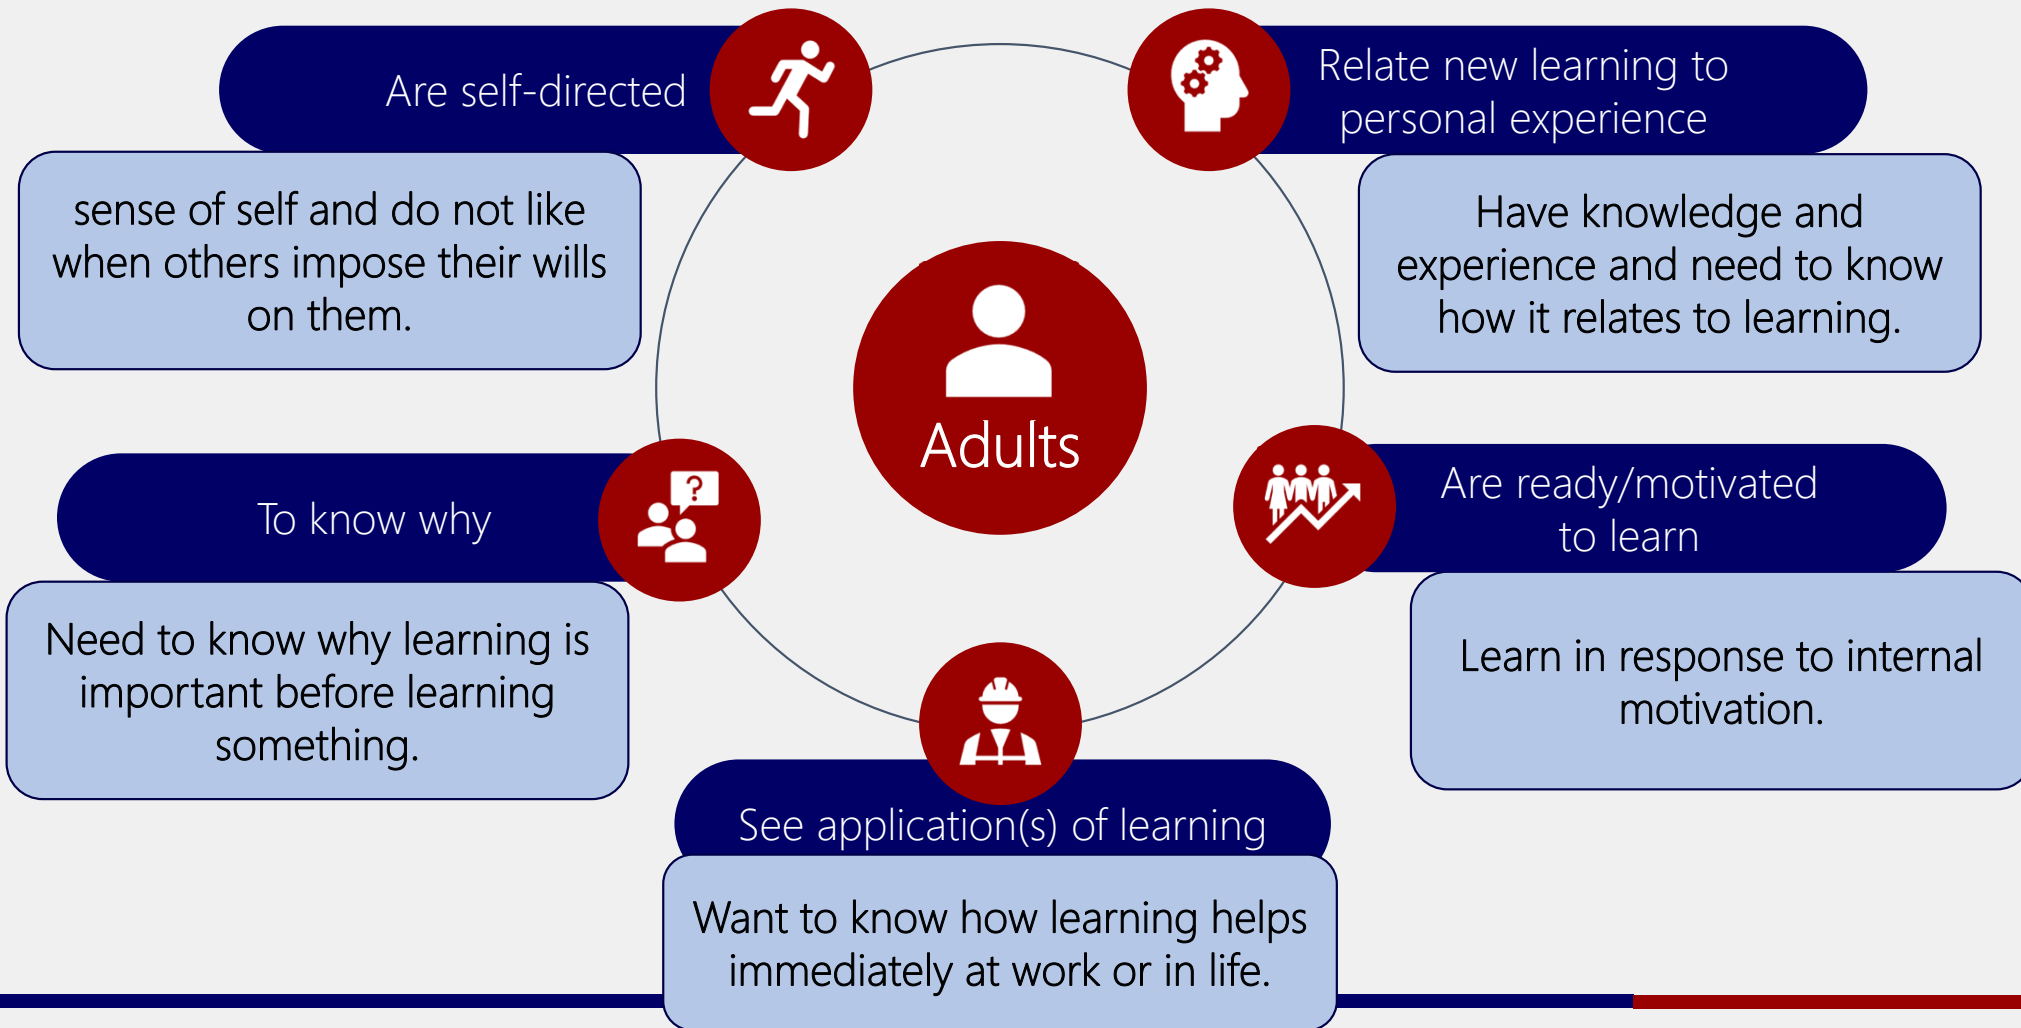 Are self-directed
sense of self and do not like
when others impose their wills
on them.
Relate new learning to
personal experience
Have knowledge and
experience and need to know
how it relates to learning.
Adults
To know why
?
Need to know why learning is
important before learning
something.
Are ready/motivated
to learn
Learn in response to internal
motivation.
See application(s) of learning
Want to know how learning helps
immediately at work or in life.